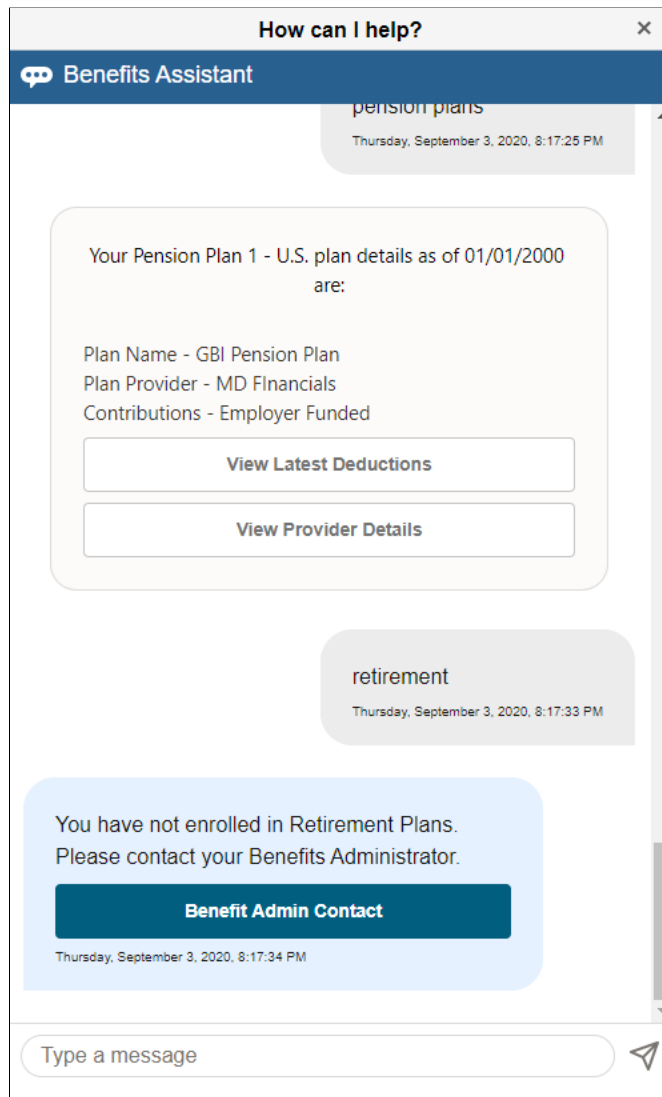 How can I help?
Benefits Assistant
pension plans
Thursday, September 3, 2020, 8:17:25 PM
Your Pension Plan 1 - U.S. plan details as of 01/01/2000
are:
Plan Name - GBI Pension Plan
Plan Provider - MD FInancials
Contributions - Employer Funded
View Latest Deductions
View Provider Details
retirement
Thursday, September 3, 2020, 8:17:33 PM
You have not enrolled in Retirement Plans.
Please contact your Benefits Administrator.
Benefit Admin Contact
Thursday, September 3, 2020, 8:17:34 PM
Type a message